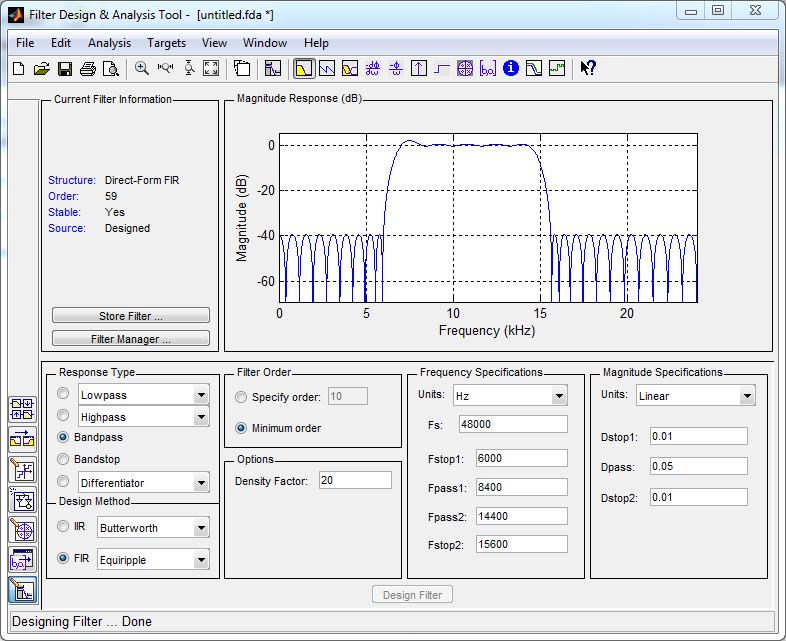 Filter Design & Analysis Tool - [untitled.fda *]
File Edit Analysis Targets View Window Help
Current Filter Information
Structure: Direct-Form FIR
Order: 59
Stable: Yes
Source: Designed
Store Filter ...
Filter Manager ...
Magnitude Response (dB)
Magnitude (dB)
0
-20
-40
-60
0 5 10 15 20
Frequency (kHz)
Response Type
Lowpass
Highpass
Bandpass
Bandstop
Differentiator
Design Method
IIR Butterworth
FIR Equiripple
Filter Order
Specify order: 10
Minimum order
Options
Density Factor: 20
Frequency Specifications
Units: Hz
Fs: 48000
Fstop1: 6000
Fpass1: 8400
Fpass2: 14400
Fstop2: 15600
Magnitude Specifications
Units: Linear
Dstop1: 0.01
Dpass: 0.05
Dstop2: 0.01
Design Filter
Designing Filter ... Done